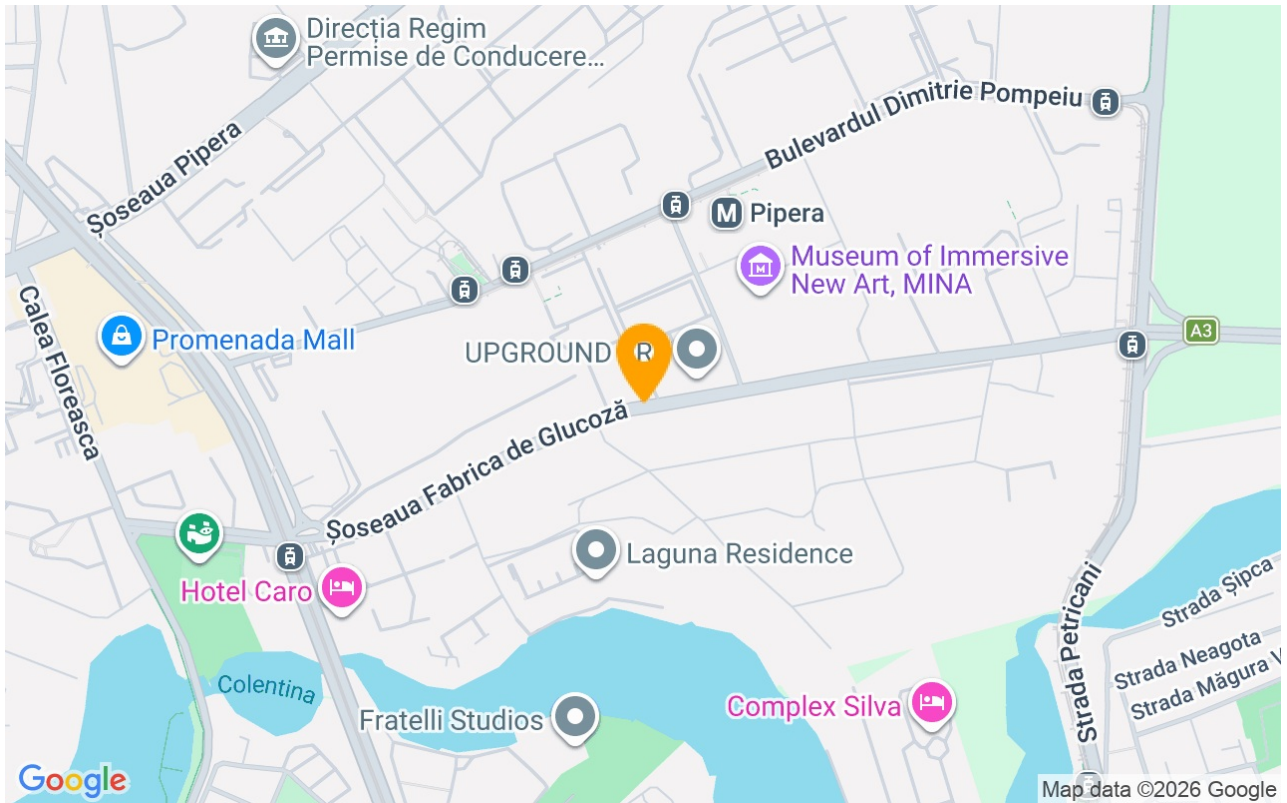 Direcția Regim
Permise de Conducere...
Șoseaua Pipera
Bulevardul Dimitrie Pompeiu
M Pipera
Museum of Immersive
New Art, MINA
Calea Floreasca
Promenada Mall
UPGROUND R
A3
Șoseaua Fabrica de Glucoză
Laguna Residence
Hotel Caro
Strada Petricani
Strada Șipca
Strada Neagota
Strada Măgura V
Colentina
Fratelli Studios
Complex Silva
Google
Map data ©2026 Google